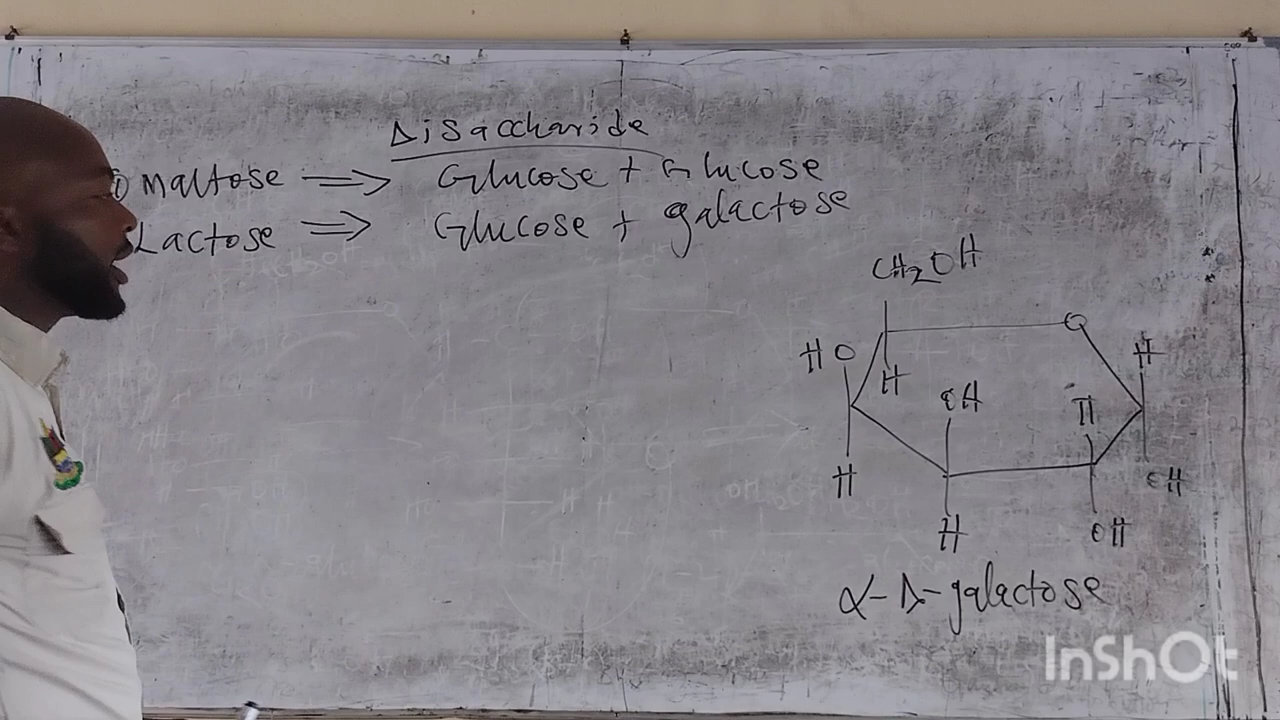 Disaccharide
① Maltose ⇒ Glucose + Glucose
Lactose ⇒ Glucose + galactose
CH₂OH
O
HO H
H OH H
H OH
H OH
α-D-galactose
InShOt